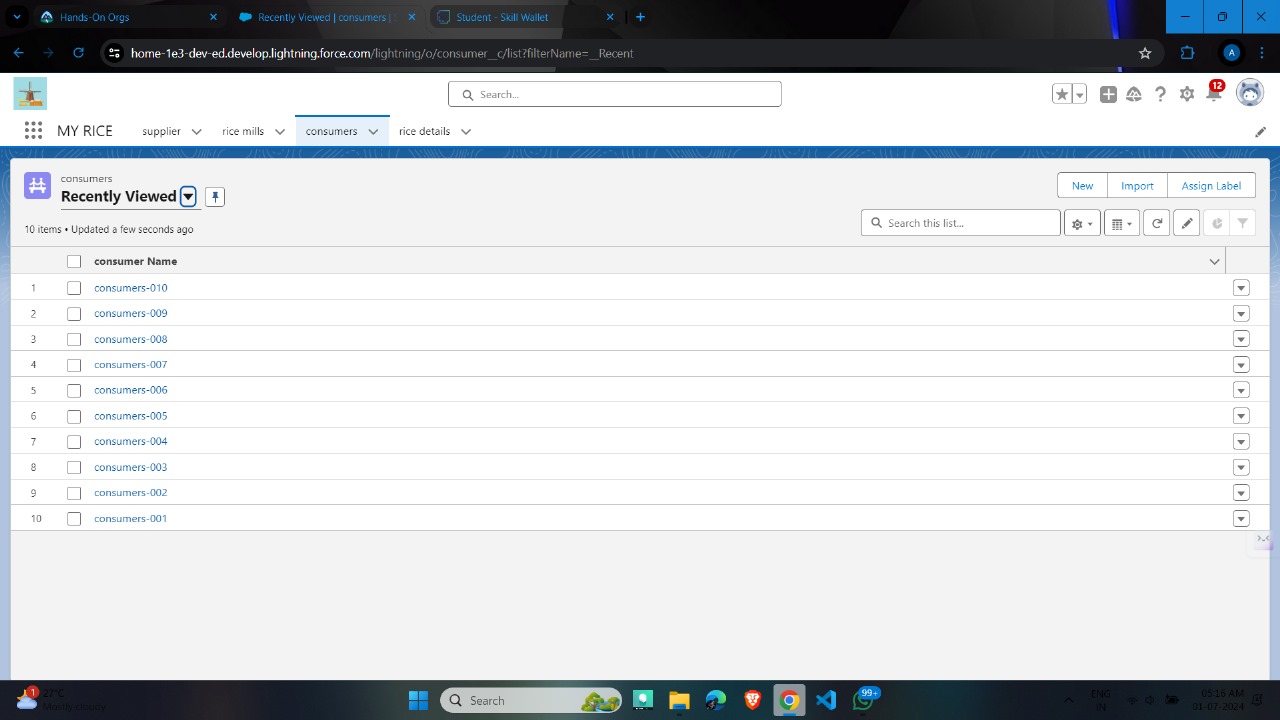 Hands-On Orgs
Recently Viewed | consumers |
Student - Skill Wallet
home-1e3-dev-ed.develop.lightning.force.com/lightning/o/consumer__c/list?filterName=__Recent
A
Search...
12
MY RICE
supplier
rice mills
consumers
rice details
consumers
Recently Viewed
New
Import
Assign Label
10 items • Updated a few seconds ago
Search this list...
consumer Name
1 consumers-010
2 consumers-009
3 consumers-008
4 consumers-007
5 consumers-006
6 consumers-005
7 consumers-004
8 consumers-003
9 consumers-002
10 consumers-001
1
27°C
Search
99+
ENG
IN
05:16 AM
01-07-2024